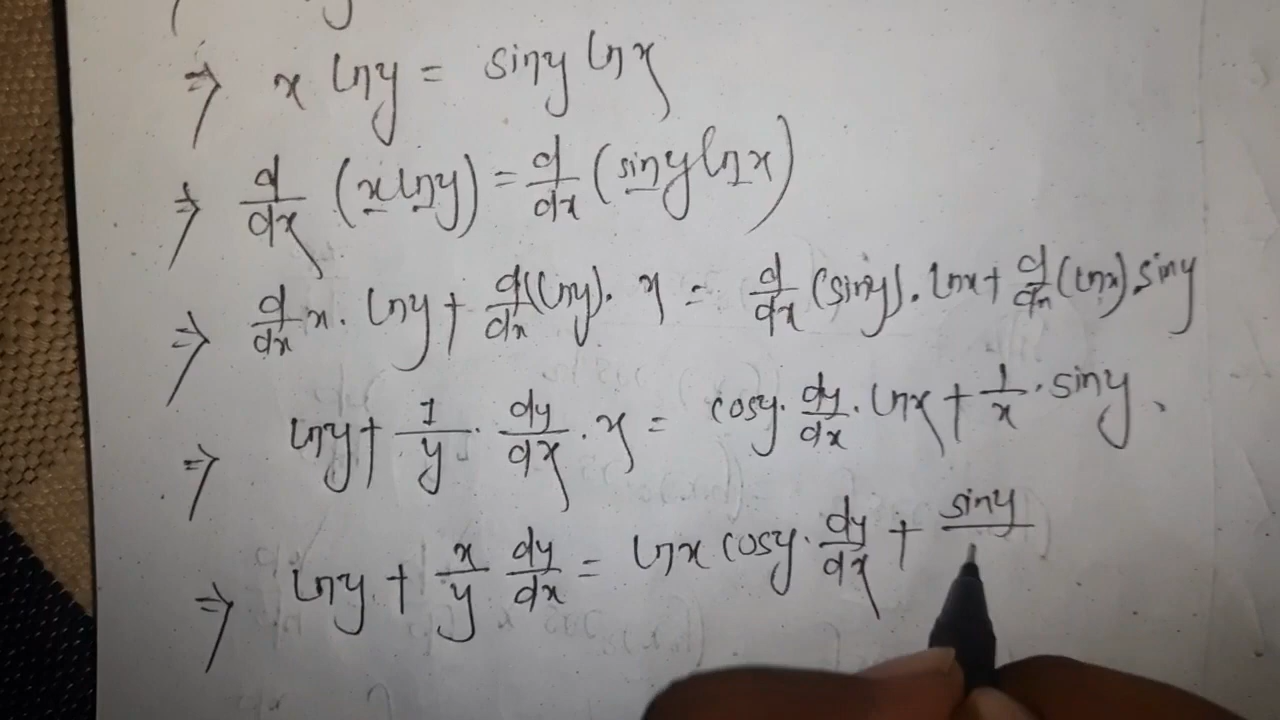 ⇒ x ln y = sin y ln x
⇒ d/dx (x ln y) = d/dx (sin y ln x)
⇒ d/dx x . ln y + d/dx (ln y) . x = d/dx (sin y) . ln x + d/dx (ln x) . sin y
⇒ ln y + 1/y . dy/dx . x = cos y . dy/dx . ln x + 1/x . sin y
⇒ ln y + x/y dy/dx = ln x cos y . dy/dx + sin y/